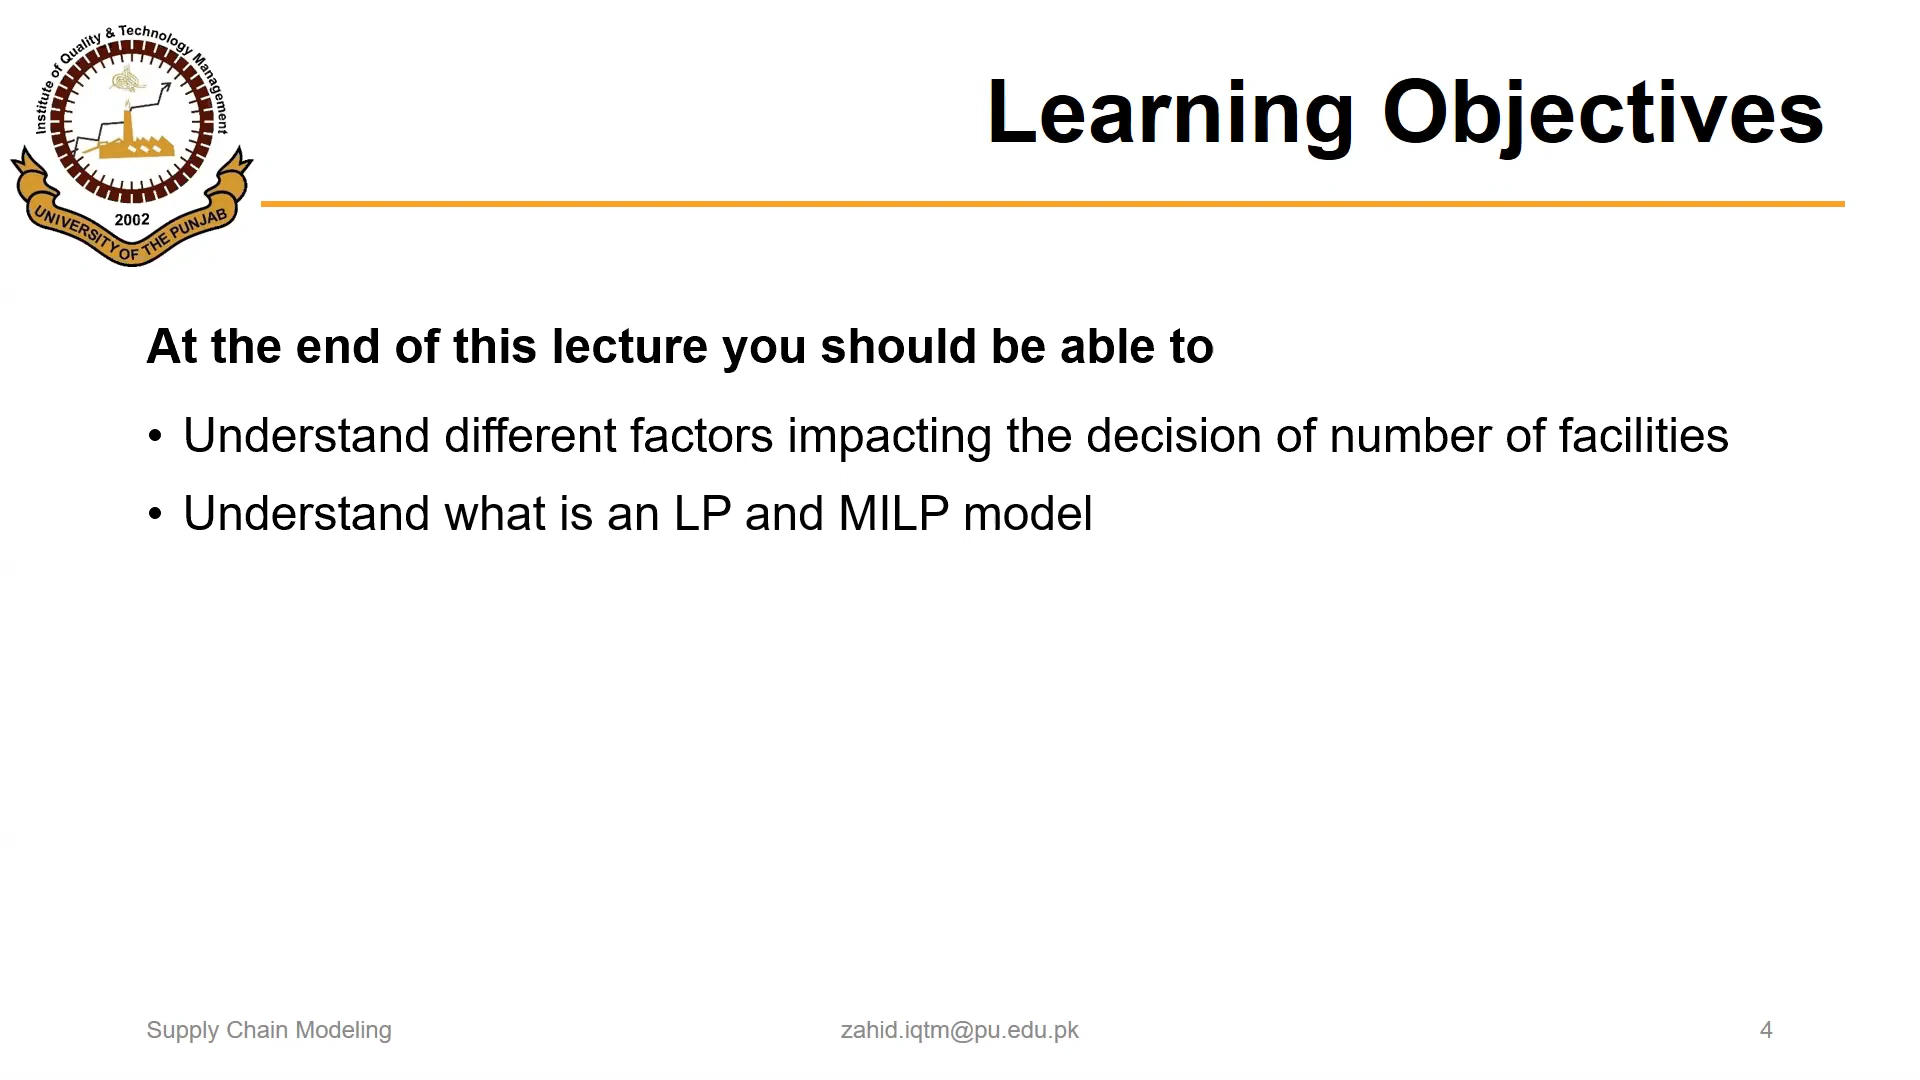 Institute of Quality & Technology Management
2002
UNIVERSITY OF THE PUNJAB
Learning Objectives
At the end of this lecture you should be able to
• Understand different factors impacting the decision of number of facilities
• Understand what is an LP and MILP model
Supply Chain Modeling
zahid.iqtm@pu.edu.pk
4